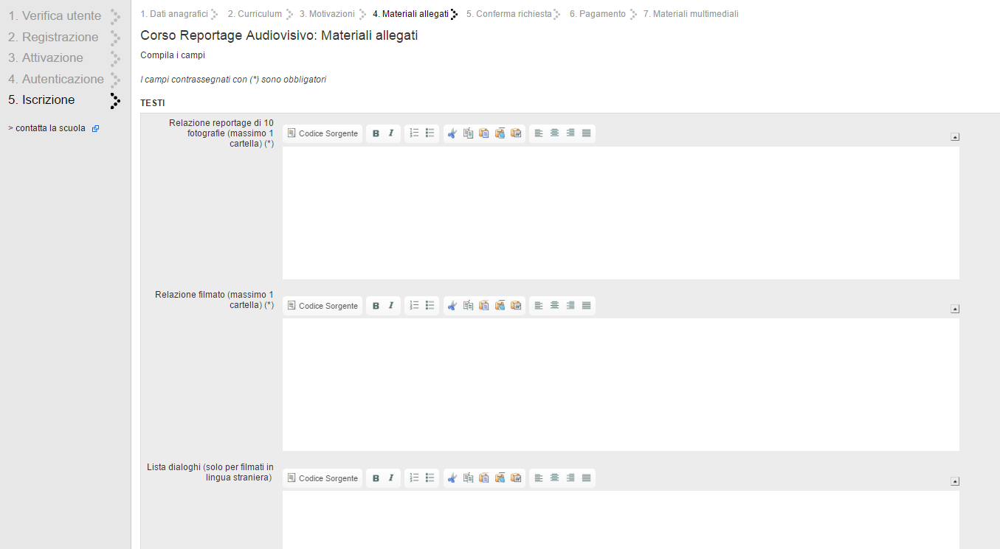 1. Verifica utente
2. Registrazione
3. Attivazione
4. Autenticazione
5. Iscrizione
> contatta la scuola
1. Dati anagrafici 2. Curriculum 3. Motivazioni 4. Materiali allegati 5. Conferma richiesta 6. Pagamento 7. Materiali multimediali
Corso Reportage Audiovisivo: Materiali allegati
Compila i campi
I campi contrassegnati con (*) sono obbligatori
TESTI
Relazione reportage di 10
fotografie (massimo 1
cartella) (*)
Codice Sorgente B I
Relazione filmato (massimo 1
cartella) (*)
Codice Sorgente B I
Lista dialoghi (solo per filmati in
lingua straniera)
Codice Sorgente B I